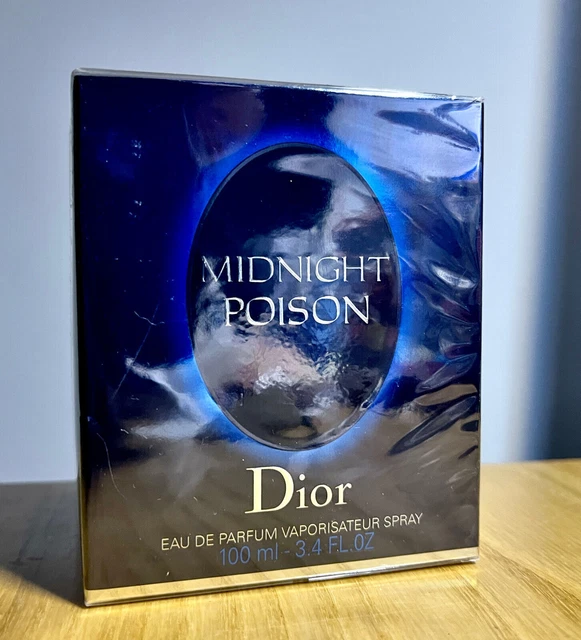 MIDNIGHT
POISON
Dior
EAU DE PARFUM VAPORISATEUR SPRAY
100 ml - 3.4 FL.OZ